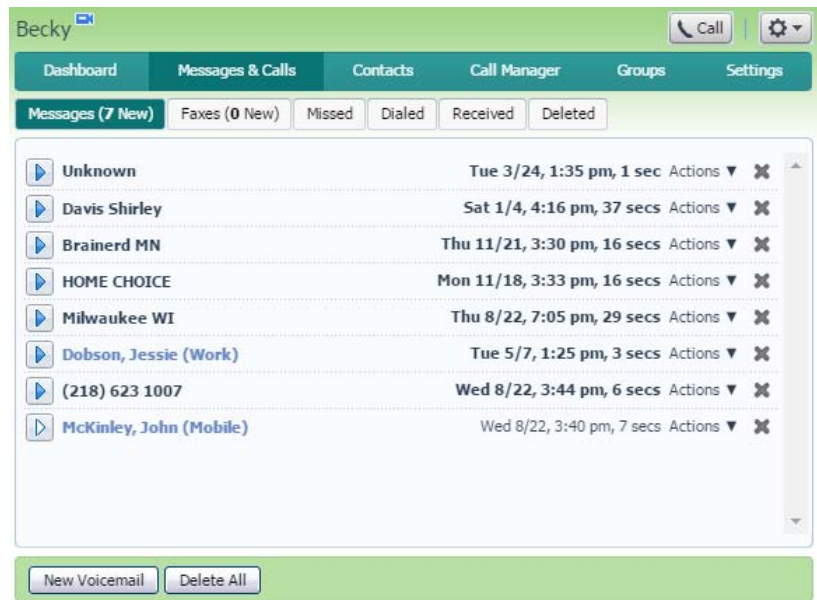 Becky
Call
Dashboard Messages & Calls Contacts Call Manager Groups Settings
Messages (7 New) Faxes (0 New) Missed Dialed Received Deleted
Unknown Tue 3/24, 1:35 pm, 1 sec Actions ▼
Davis Shirley Sat 1/4, 4:16 pm, 37 secs Actions ▼
Brainerd MN Thu 11/21, 3:30 pm, 16 secs Actions ▼
HOME CHOICE Mon 11/18, 3:33 pm, 16 secs Actions ▼
Milwaukee WI Thu 8/22, 7:05 pm, 29 secs Actions ▼
Dobson, Jessie (Work) Tue 5/7, 1:25 pm, 3 secs Actions ▼
(218) 623 1007 Wed 8/22, 3:44 pm, 6 secs Actions ▼
McKinley, John (Mobile) Wed 8/22, 3:40 pm, 7 secs Actions ▼
New Voicemail Delete All